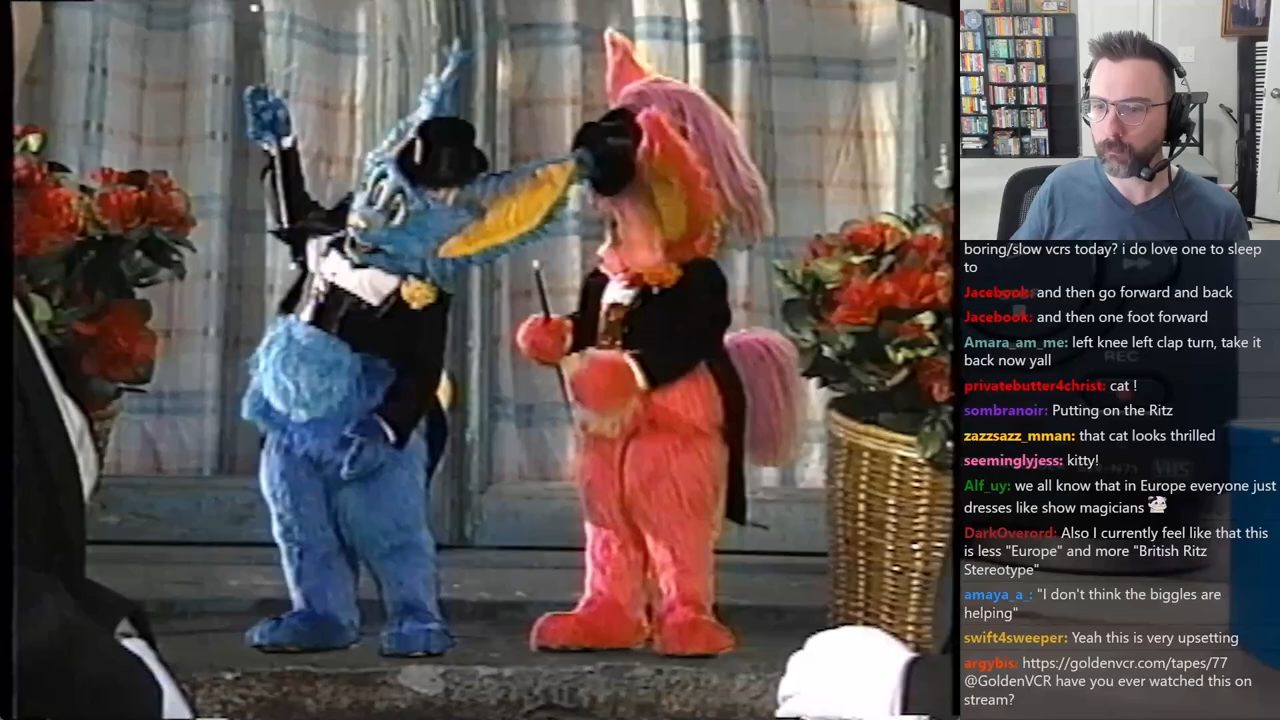 boring/slow vcrs today? i do love one to sleep
to
Jacebook: and then go forward and back
Jacebook: and then one foot forward
Amara_am_me: left knee left clap turn, take it
back now yall
privatebutter4christ: cat !
REC
sombranoir: Putting on the Ritz
zazzsazz_mman: that cat looks thrilled
seeminglyjess: kitty!
Alf_uy: we all know that in Europe everyone just
dresses like show magicians
DarkOverord: Also I currently feel like that this
is less "Europe" and more "British Ritz
Stereotype"
amaya_a_: "I don't think the biggles are
helping"
swift4sweeper: Yeah this is very upsetting
argybis: https://goldenvcr.com/tapes/77
@GoldenVCR have you ever watched this on
stream?